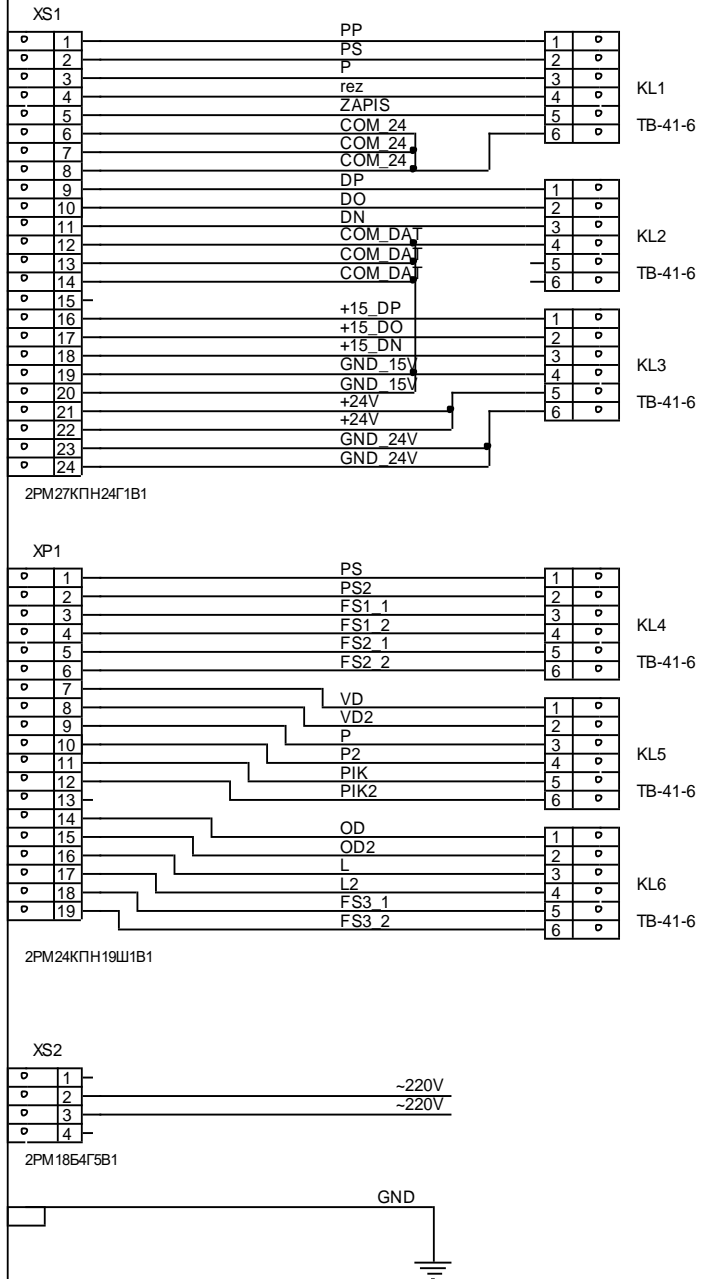 XS1
1 PP 1
2 PS 2
3 P 3
4 rez 4
5 ZAPIS 5
6 COM_24 6
7 COM_24
8 COM_24
KL1
TB-41-6
9 DP 1
10 DO 2
11 DN 3
12 COM_DAT 4
13 COM_DAT 5
14 COM_DAT 6
15
KL2
TB-41-6
16 +15_DP 1
17 +15_DO 2
18 +15_DN 3
19 GND_15V 4
20 GND_15V 5
21 +24V 6
22 +24V
23 GND_24V
24 GND_24V
KL3
TB-41-6
2РМ27КПН24Г1В1
XP1
1 PS 1
2 PS2 2
3 FS1_1 3
4 FS1_2 4
5 FS2_1 5
6 FS2_2 6
KL4
TB-41-6
7 VD 1
8 VD2 2
9 P 3
10 P2 4
11 PIK 5
12 PIK2 6
13
KL5
TB-41-6
14 OD 1
15 OD2 2
16 L 3
17 L2 4
18 FS3_1 5
19 FS3_2 6
KL6
TB-41-6
2РМ24КПН19Ш1В1
XS2
1
2 ~220V
3 ~220V
4
2РМ18Б4Г5В1
GND